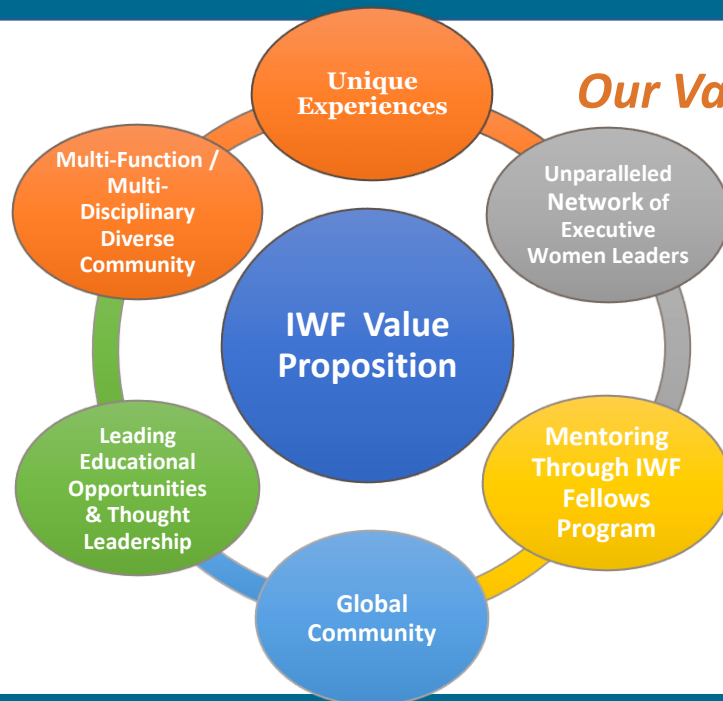 Unique
Experiences
Our Va
Multi-Function /
Multi-
Disciplinary
Diverse
Community
Unparalleled
Network of
Executive
Women Leaders
IWF Value
Proposition
Leading
Educational
Opportunities
& Thought
Leadership
Mentoring
Through IWF
Fellows
Program
Global
Community